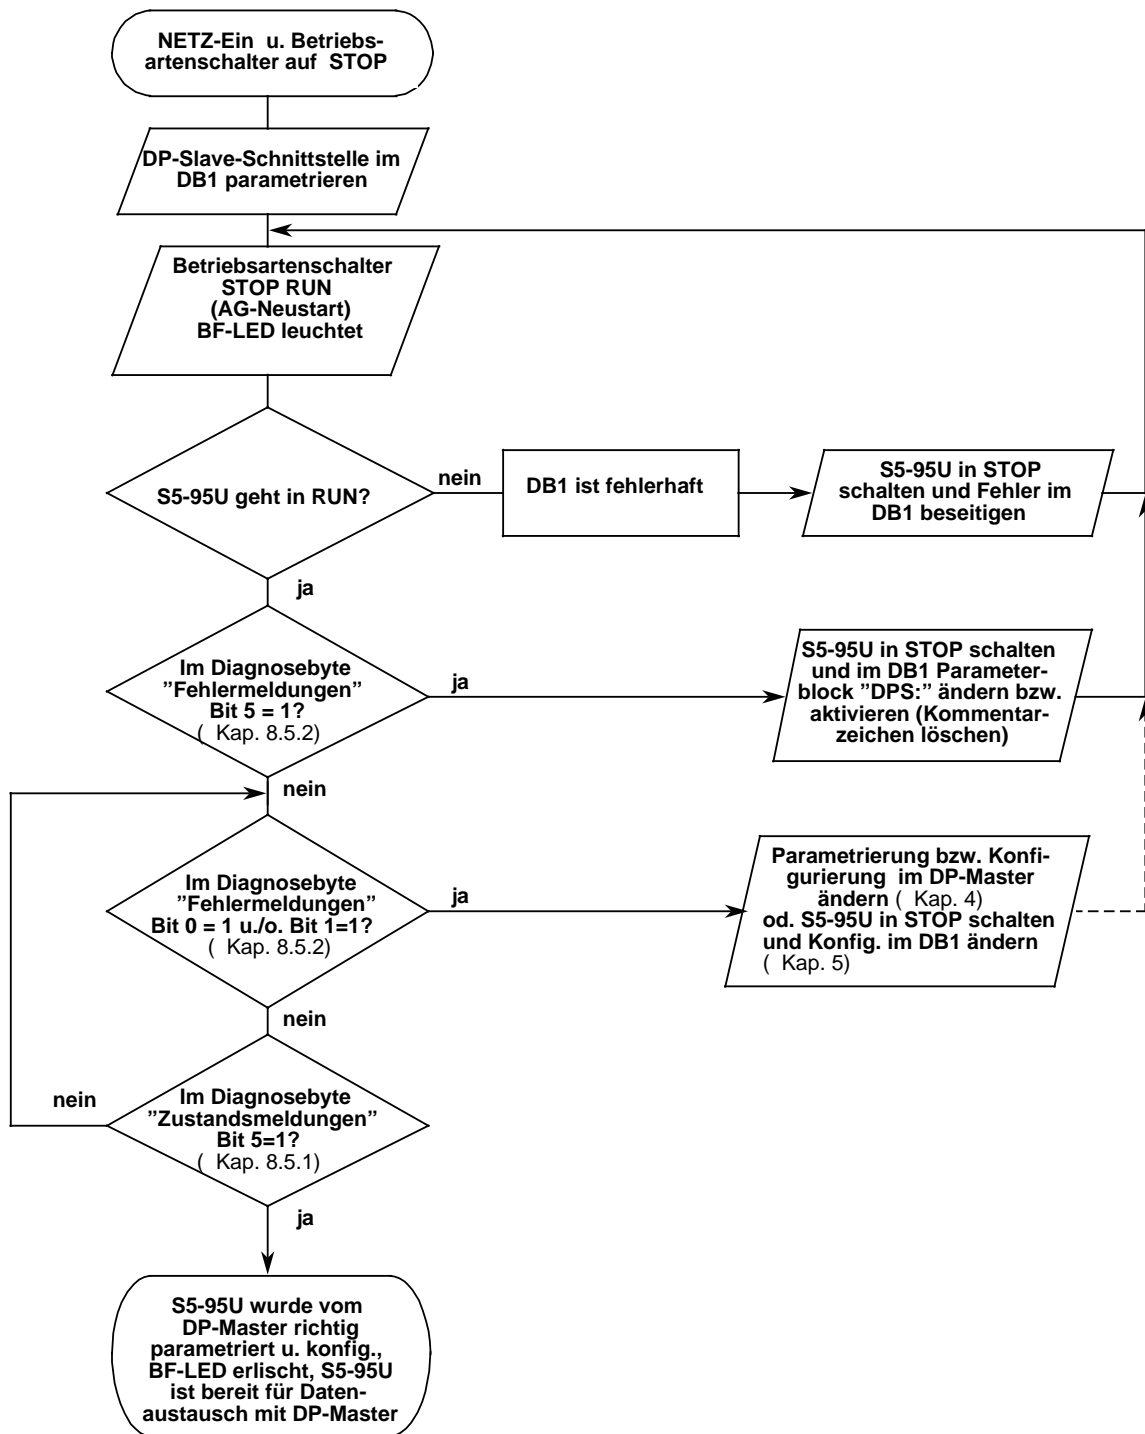 NETZ-Ein u. Betriebs-
artenschalter auf STOP
DP-Slave-Schnittstelle im
DB1 parametrieren
Betriebsartenschalter
STOP RUN
(AG-Neustart)
BF-LED leuchtet
S5-95U geht in RUN?
nein
DB1 ist fehlerhaft
S5-95U in STOP
schalten und Fehler im
DB1 beseitigen
ja
Im Diagnosebyte
”Fehlermeldungen”
Bit 5 = 1?
( Kap. 8.5.2)
ja
S5-95U in STOP schalten
und im DB1 Parameter-
block ”DPS:” ändern bzw.
aktivieren (Kommentar-
zeichen löschen)
nein
Im Diagnosebyte
”Fehlermeldungen”
Bit 0 = 1 u./o. Bit 1=1?
( Kap. 8.5.2)
ja
Parametrierung bzw. Konfi-
gurierung im DP-Master
ändern ( Kap. 4)
od. S5-95U in STOP schalten
und Konfig. im DB1 ändern
( Kap. 5)
nein
nein
Im Diagnosebyte
”Zustandsmeldungen”
Bit 5=1?
( Kap. 8.5.1)
ja
S5-95U wurde vom
DP-Master richtig
parametriert u. konfig.,
BF-LED erlischt, S5-95U
ist bereit für Daten-
austausch mit DP-Master